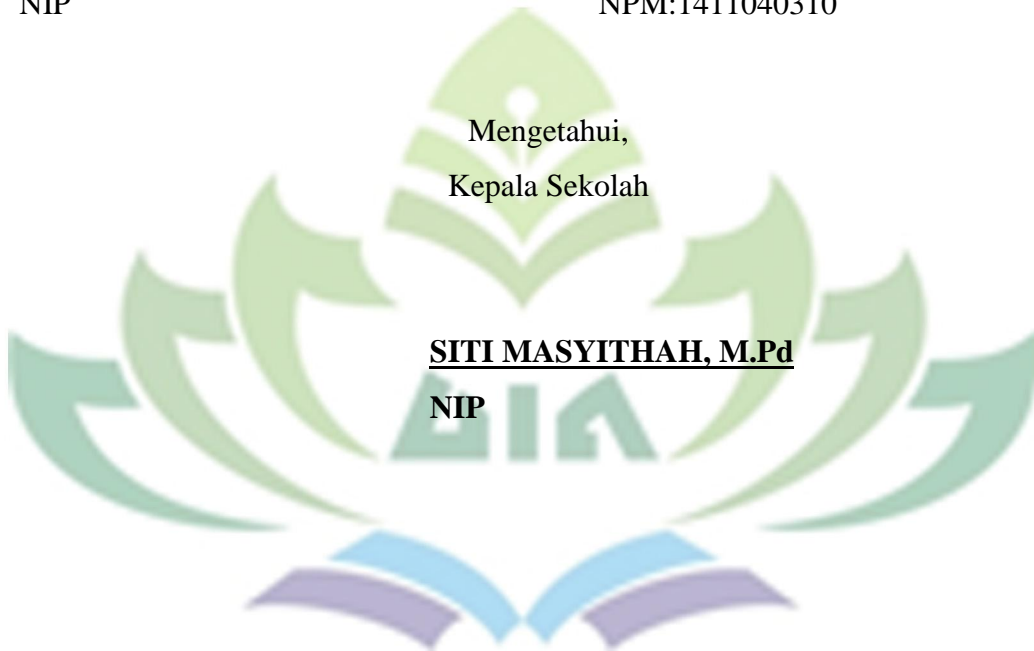 NIP NPM:1411040310
Mengetahui,
Kepala Sekolah
SITI MASYITHAH, M.Pd
NIP